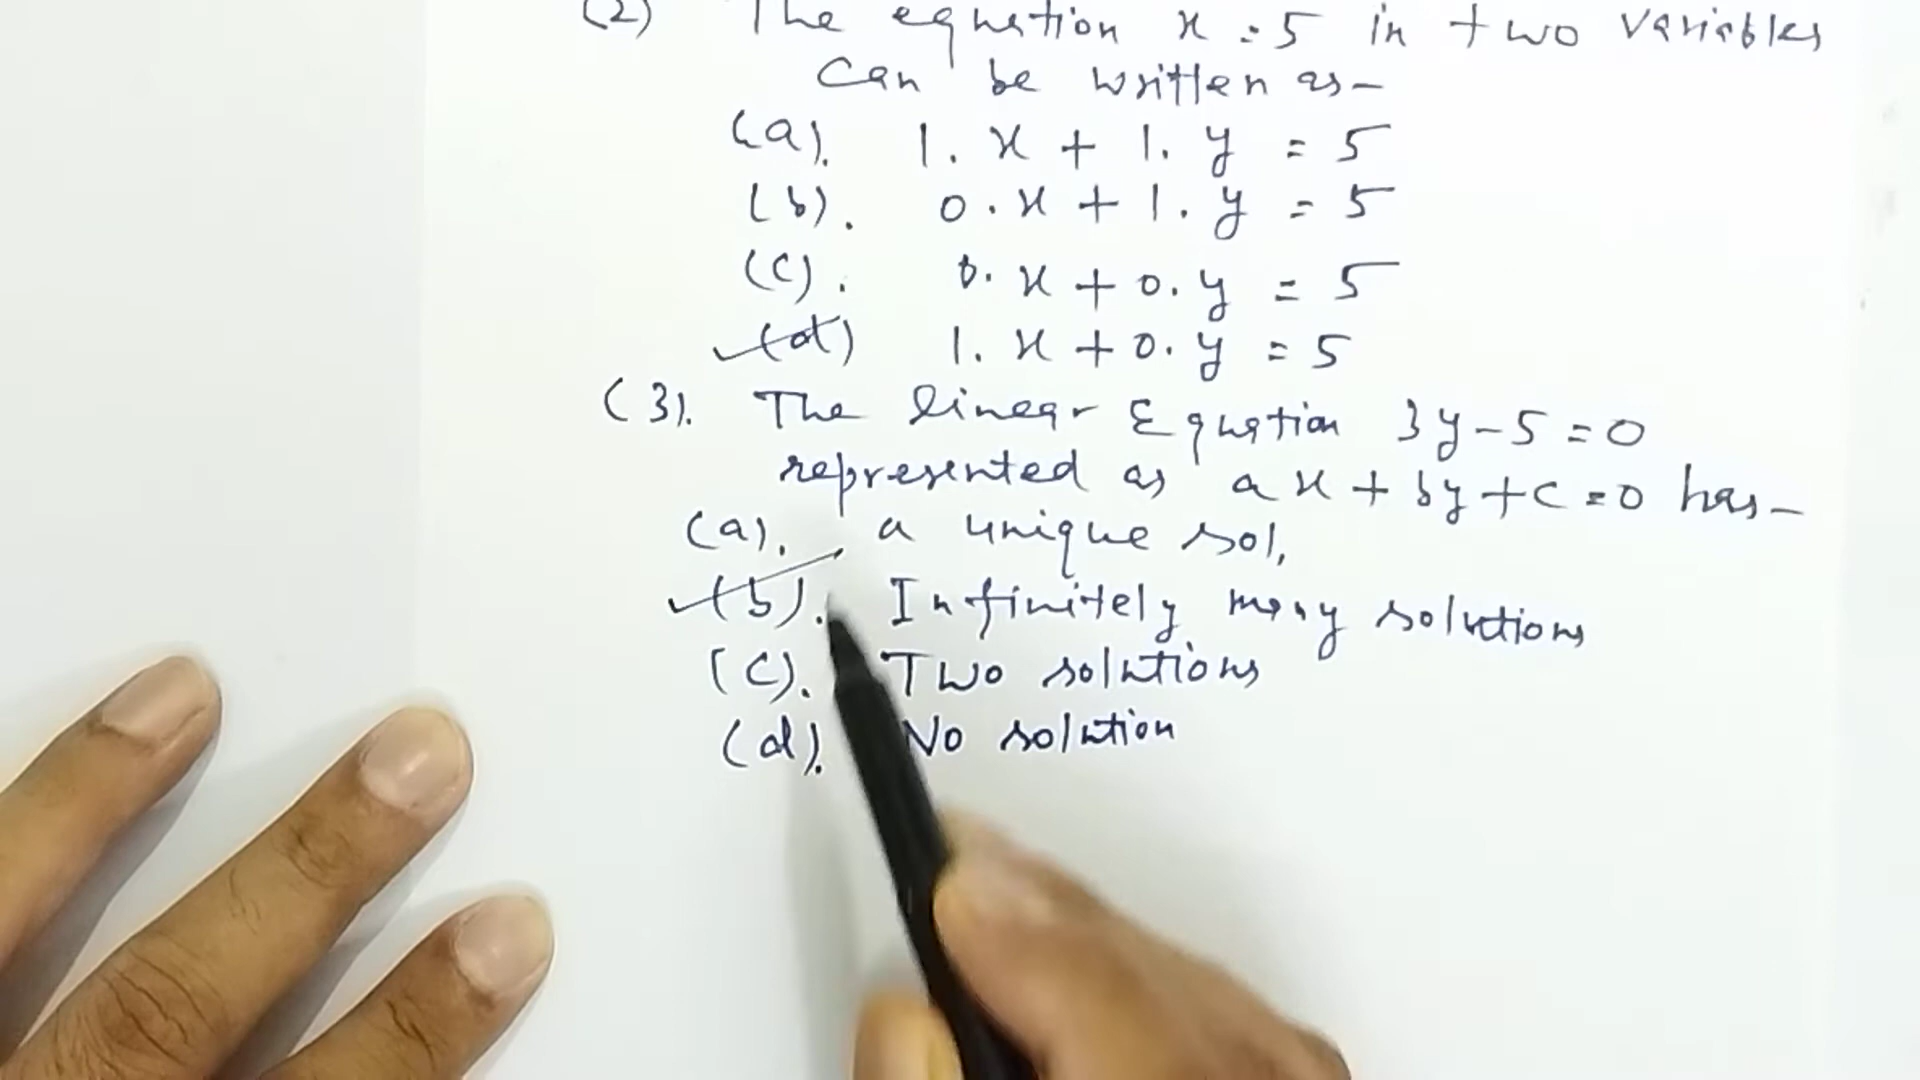 (2) The equation x = 5 in two variables
Can be written as-
(a). 1. x + 1. y = 5
(b). 0. x + 1. y = 5
(c). 0. x + 0. y = 5
(d) 1. x + 0. y = 5
(3). The linear Equation 3y-5=0
represented as ax + by + c = 0 has-
(a). a unique sol.
(b). Infinitely many solutions
(c). Two solutions
(d). No solution